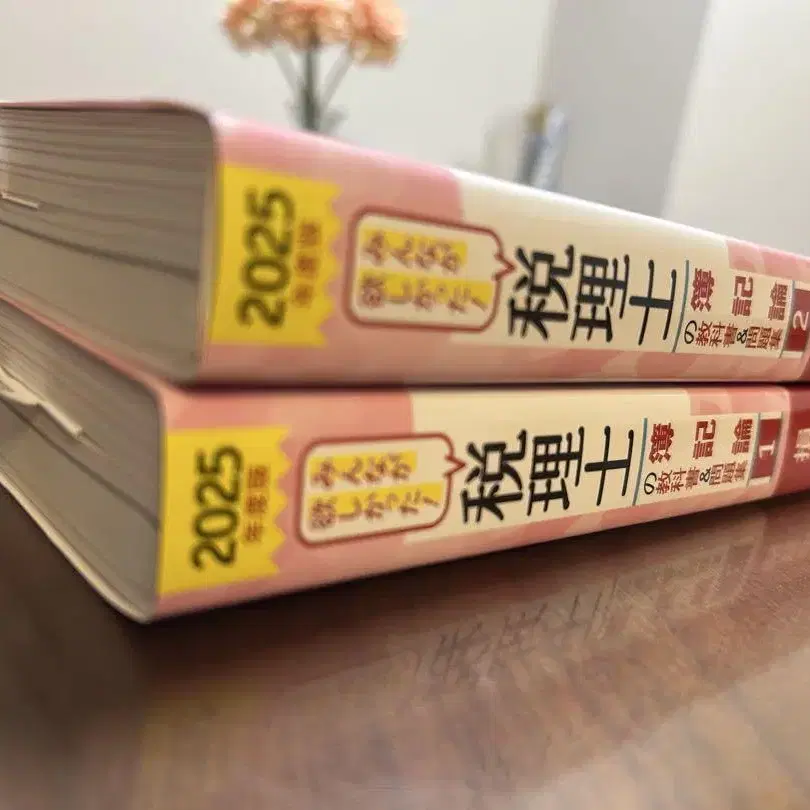 2025
年度版
みんなが
欲しかった!
税理士
簿記論
の教科書&問題集
2
2025
年度版
みんなが
欲しかった!
税理士
簿記論
の教科書&問題集
1